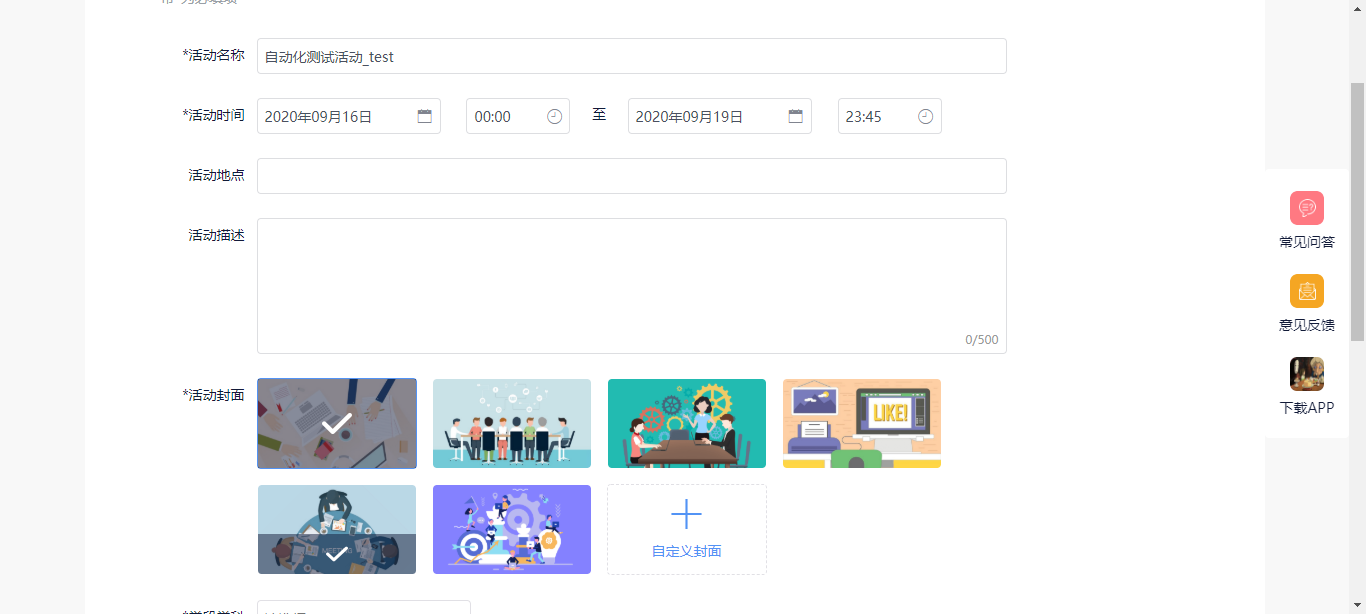 *活动名称 自动化测试活动_test
*活动时间 2020年09月16日 00:00 至 2020年09月19日 23:45
活动地点
活动描述
0/500
常见问答
意见反馈
下载APP
*活动封面
LIKE!
自定义封面